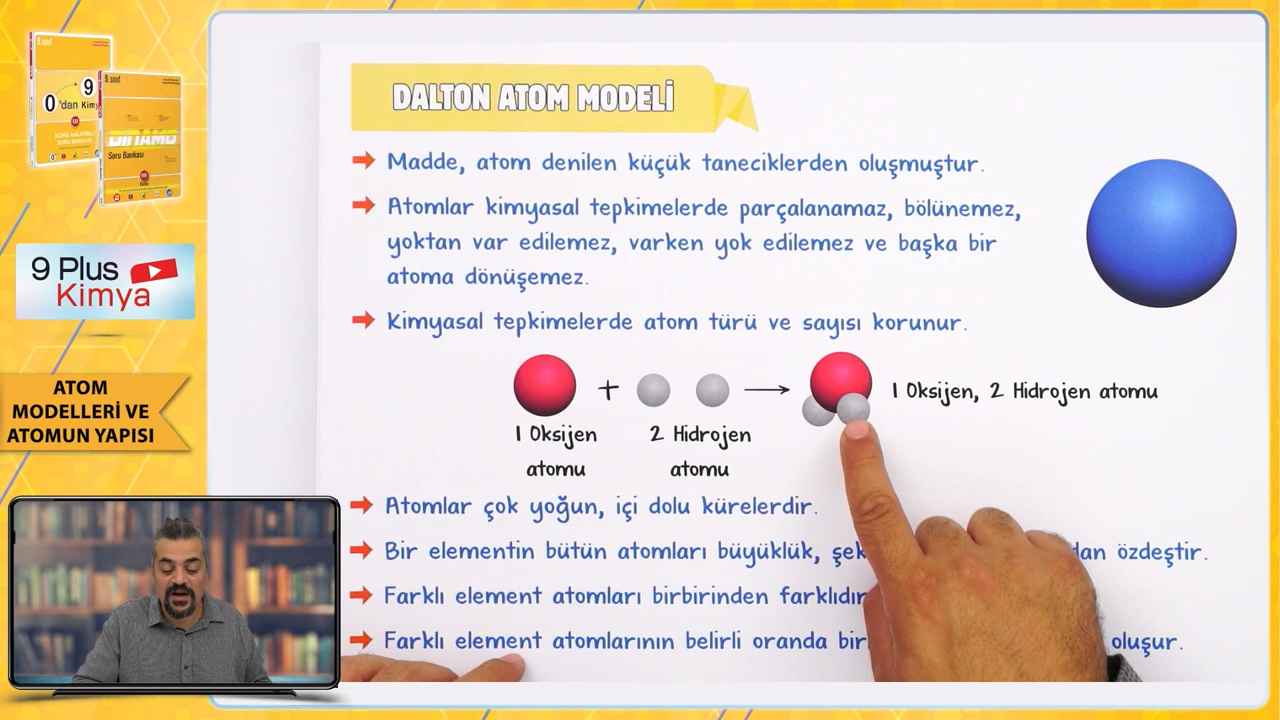 DALTON ATOM MODELİ
Madde, atom denilen küçük taneciklerden oluşmuştur.
Atomlar kimyasal tepkimelerde parçalanamaz, bölünemez,
yoktan var edilemez, varken yok edilemez ve başka bir
atoma dönüşemez.
Kimyasal tepkimelerde atom türü ve sayısı korunur.
+
1 Oksijen, 2 Hidrojen atomu
1 Oksijen
atomu
2 Hidrojen
atomu
Atomlar çok yoğun, içi dolu kürelerdir.
Bir elementin bütün atomları büyüklük, özdeştir.
Farklı element atomları birbirinden
Farklı element atomlarının belirli oranda oluşur.
9.sınıf
0'dan
9
9.sınıf
DİNAMO
Soru Bankası
9 Plus
Kimya
ATOM
MODELLERİ VE
ATOMUN YAPISI